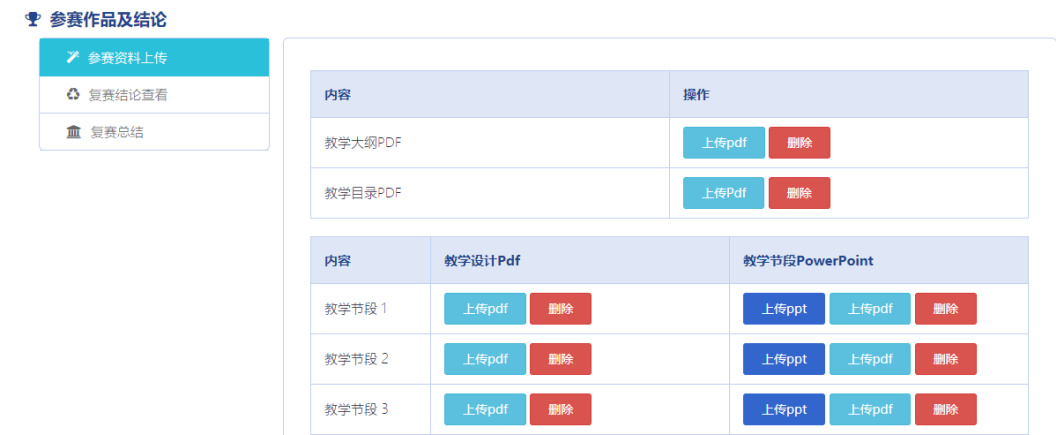 参赛作品及结论
参赛资料上传
复赛结论查看
复赛总结
内容 操作
教学大纲PDF 上传pdf 删除
教学目录PDF 上传Pdf 删除
内容 教学设计Pdf 教学节段PowerPoint
教学节段 1 上传pdf 删除 上传ppt 上传pdf 删除
教学节段 2 上传pdf 删除 上传ppt 上传pdf 删除
教学节段 3 上传pdf 删除 上传ppt 上传pdf 删除